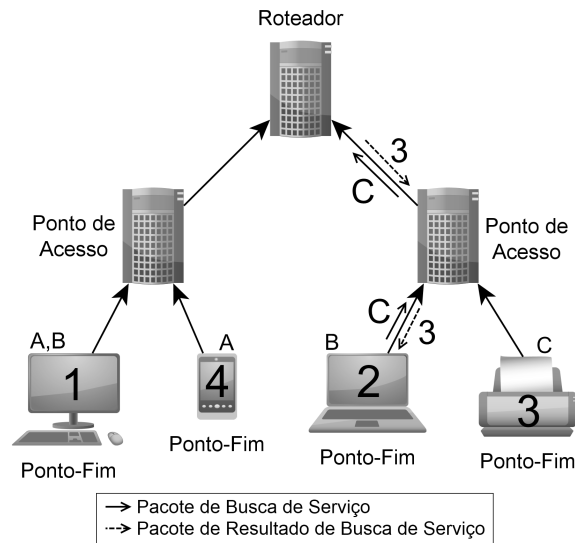 Roteador
3
C
Ponto de
Acesso
Ponto de
Acesso
C
3
A,B
A
B
C
1
4
2
3
Ponto-Fim
Ponto-Fim
Ponto-Fim
Ponto-Fim
Pacote de Busca de Serviço
Pacote de Resultado de Busca de Serviço